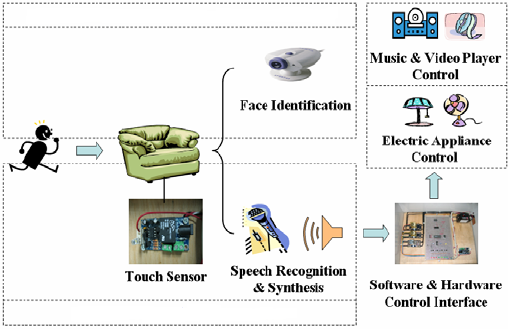 Music & Video Player
Control
Face Identification
Electric Appliance
Control
Touch Sensor
Speech Recognition
& Synthesis
Software & Hardware
Control Interface